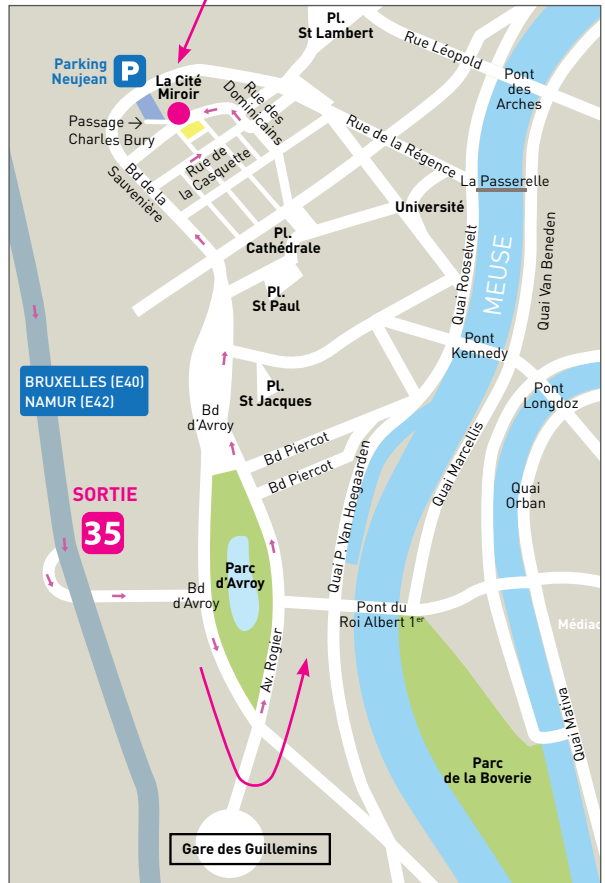 Pl.
St Lambert
Rue Léopold
Pont
des
Arches
Parking
Neujean
P
La Cité
Miroir
Rue des
Dominicains
Passage →
Charles Bury
Rue de
la Casquette
Rue de la Régence
Bd de la
Sauvenière
La Passerelle
Université
Pl.
Cathédrale
Quai Rooselvelt
MEUSE
Quai Van Beneden
Pl.
St Paul
Pont
Kennedy
BRUXELLES (E40)
NAMUR (E42)
Pl.
St Jacques
Pont
Longdoz
Bd
d'Avroy
Bd Piercot
Bd Piercot
Quai P. Van Hoegaarden
Quai Marcellis
Quai
Orban
SORTIE
35
Parc
d'Avroy
Bd
d'Avroy
Pont du
Roi Albert 1er
Médiac
Av. Rogier
Quai Mativa
Parc
de la Boverie
Gare des Guillemins